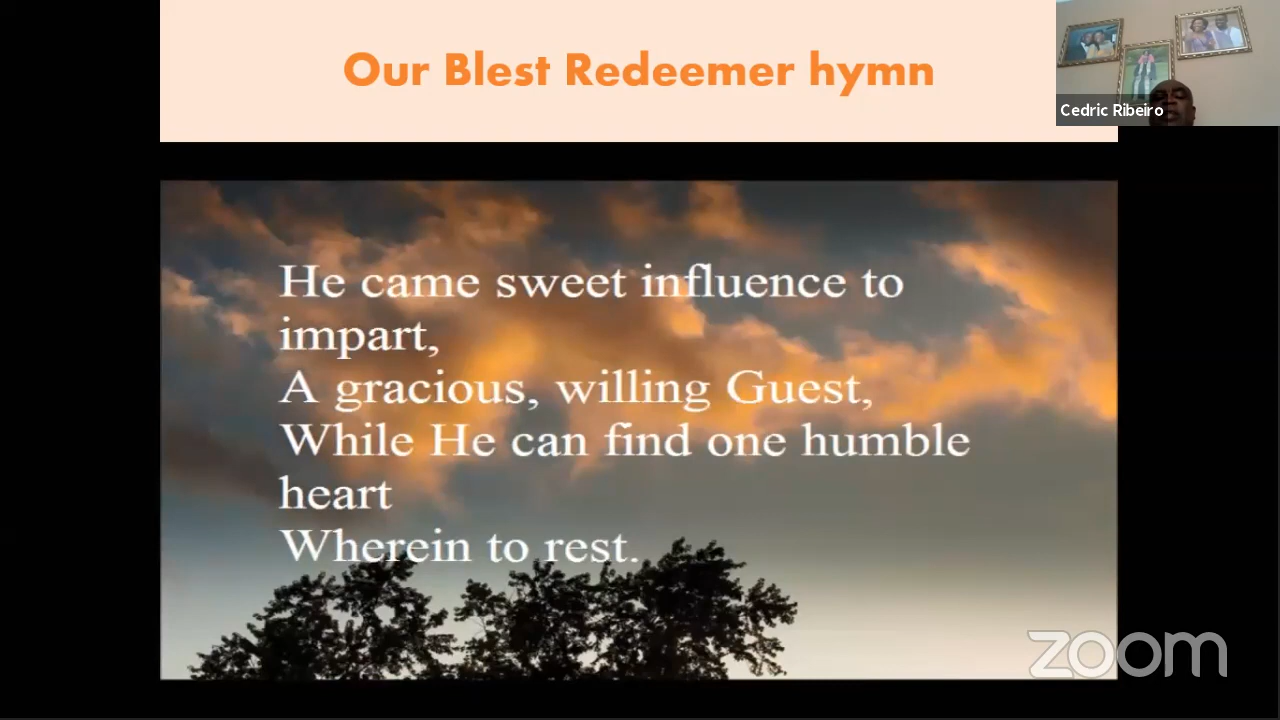 Our Blest Redeemer hymn
Cedric Ribeiro
He came sweet influence to
impart,
A gracious, willing Guest,
While He can find one humble
heart
Wherein to rest.
zoom